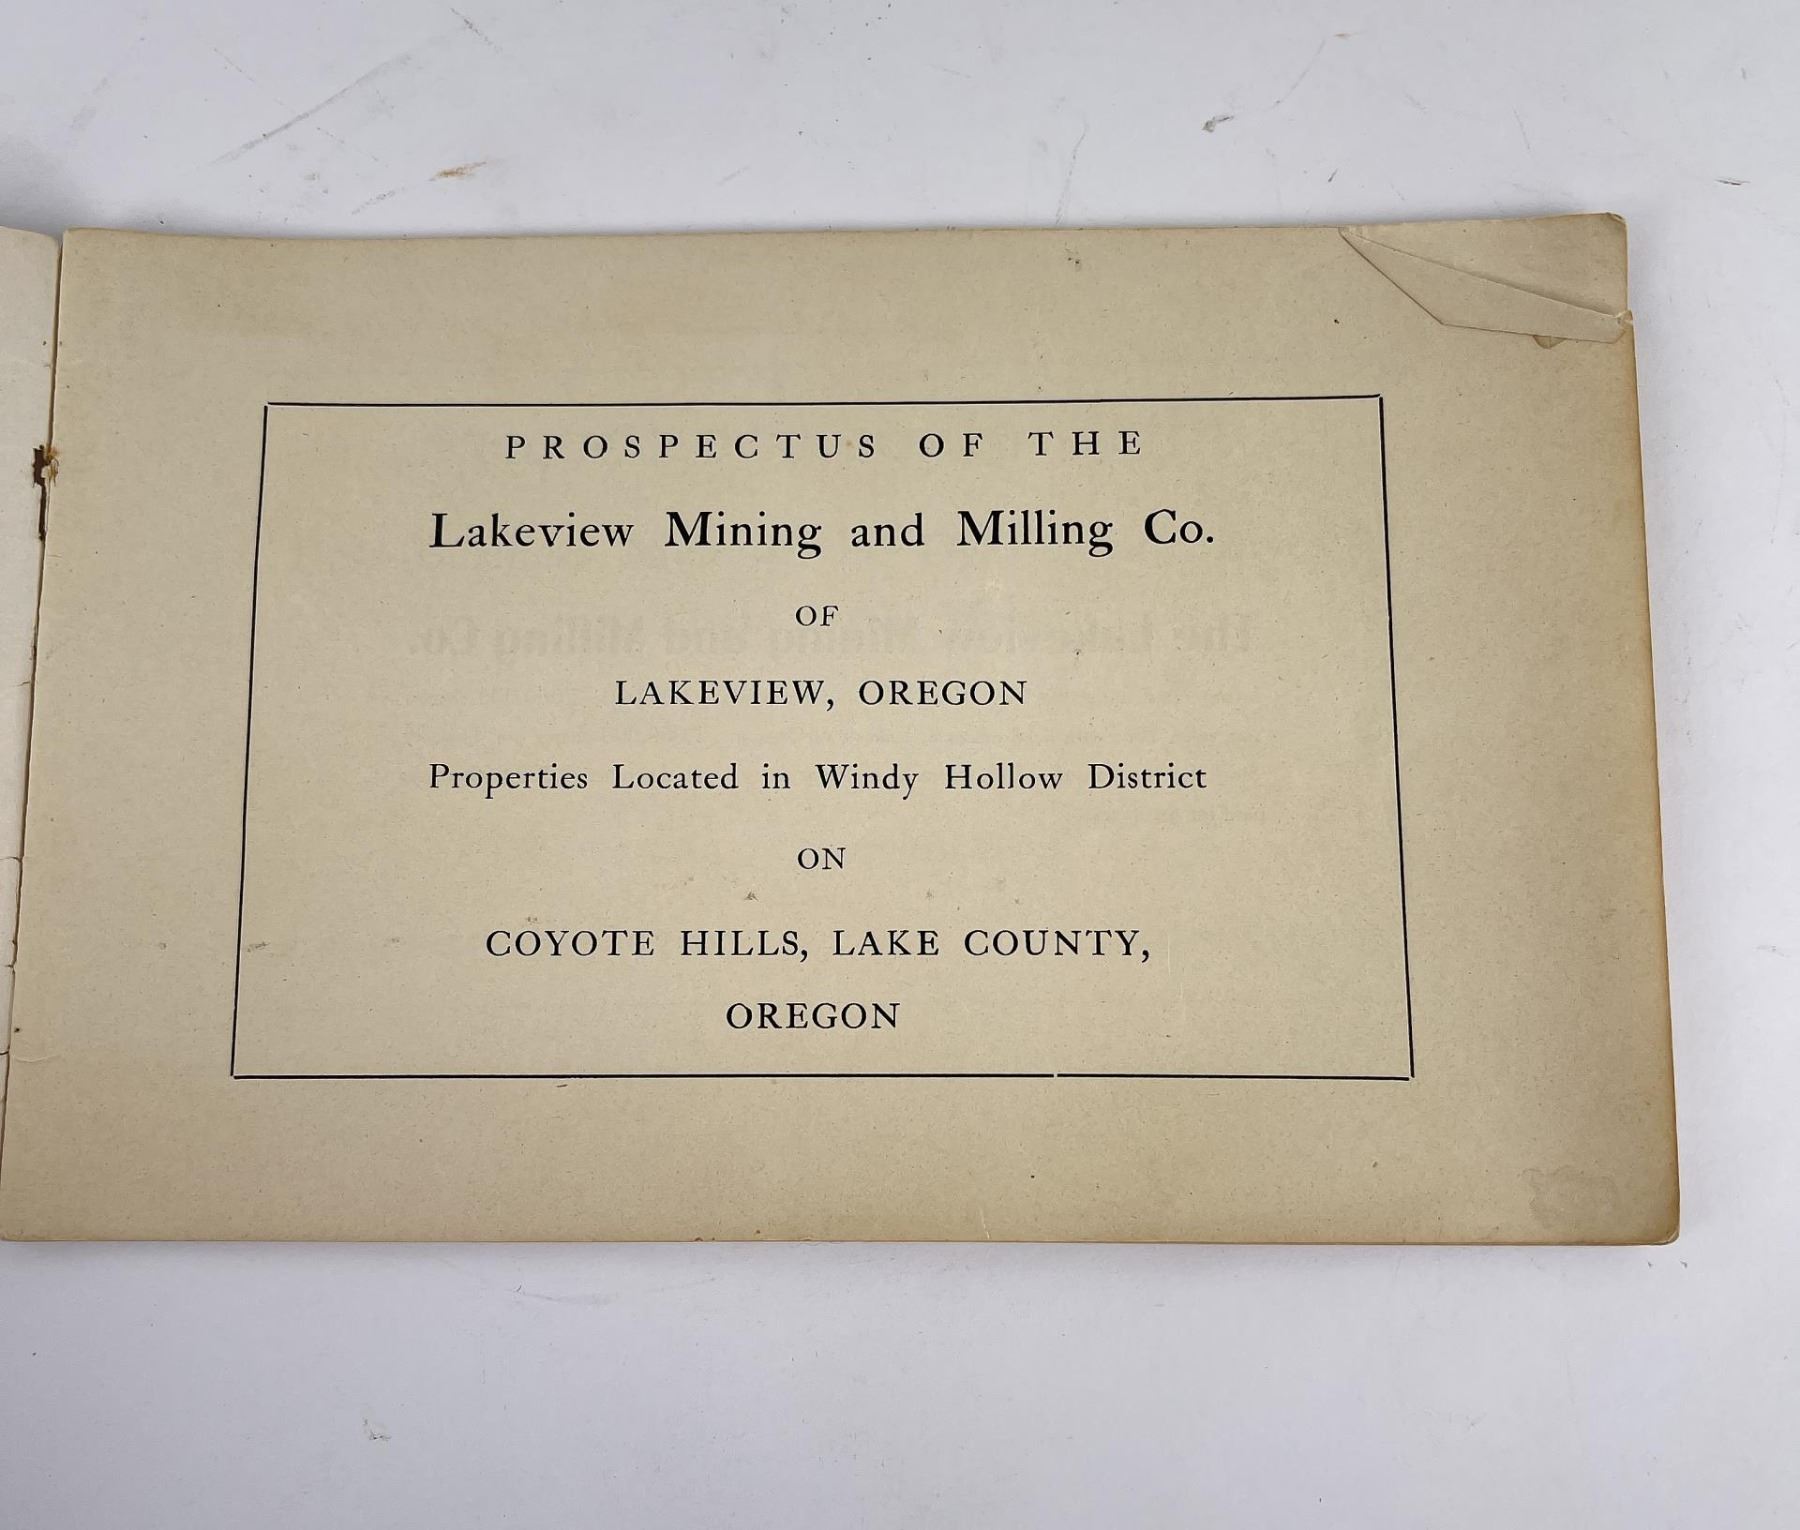 PROSPECTUS OF THE
Lakeview Mining and Milling Co.
OF
LAKEVIEW, OREGON
Properties Located in Windy Hollow District
ON
COYOTE HILLS, LAKE COUNTY,
OREGON